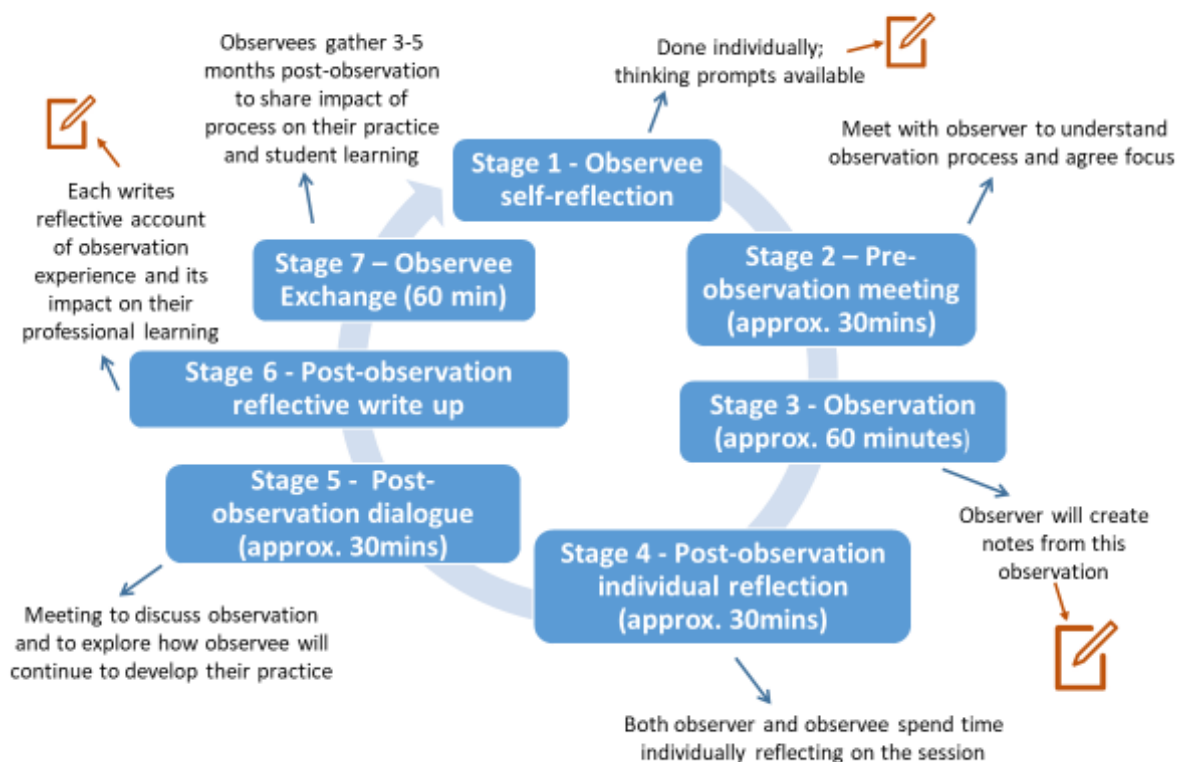 Observees gather 3-5
months post-observation
to share impact of
process on their practice
and student learning
Done individually;
thinking prompts available
Stage 1 - Observee
self-reflection
Meet with observer to understand
observation process and agree focus
Stage 2 – Pre-
observation meeting
(approx. 30mins)
Stage 3 - Observation
(approx. 60 minutes)
Observer will create
notes from this
observation
Stage 4 - Post-observation
individual reflection
(approx. 30mins)
Both observer and observee spend time
individually reflecting on the session
Stage 5 - Post-
observation dialogue
(approx. 30mins)
Meeting to discuss observation
and to explore how observee will
continue to develop their practice
Stage 6 - Post-observation
reflective write up
Each writes
reflective account
of observation
experience and its
impact on their
professional learning
Stage 7 – Observee
Exchange (60 min)